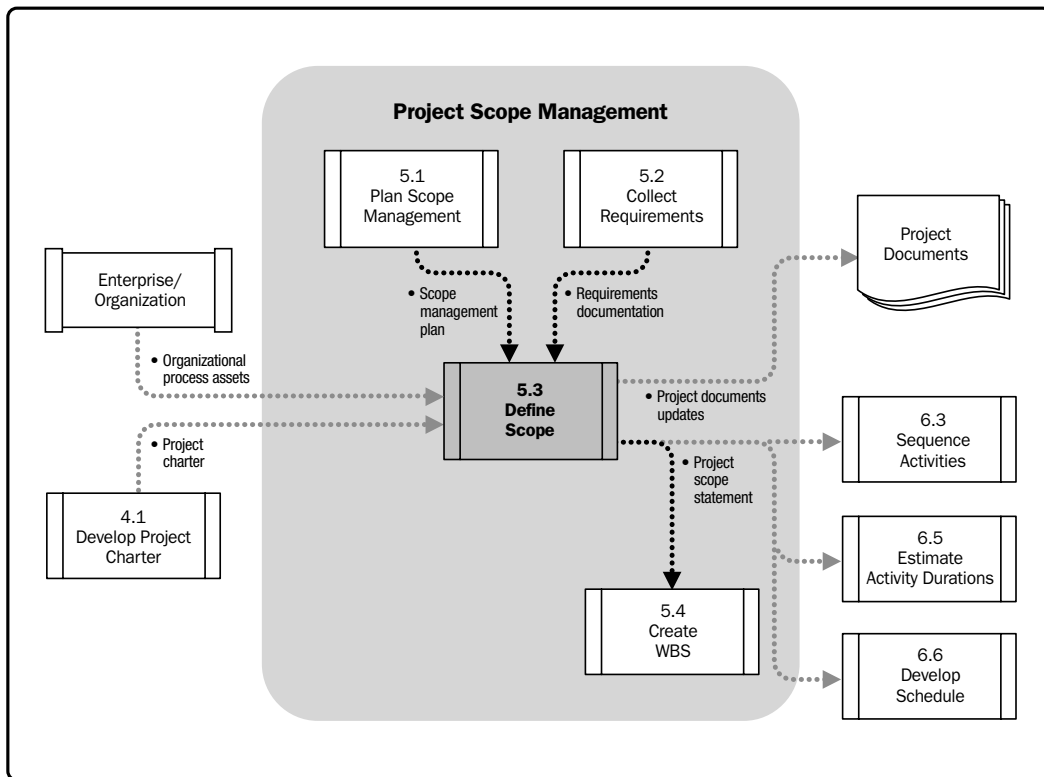 Project Scope Management
5.1
Plan Scope
Management
5.2
Collect
Requirements
Project
Documents
Enterprise/
Organization
• Scope
management
plan
• Requirements
documentation
• Organizational
process assets
5.3
Define
Scope
• Project documents
updates
• Project
charter
• Project
scope
statement
6.3
Sequence
Activities
4.1
Develop Project
Charter
6.5
Estimate
Activity Durations
5.4
Create
WBS
6.6
Develop
Schedule